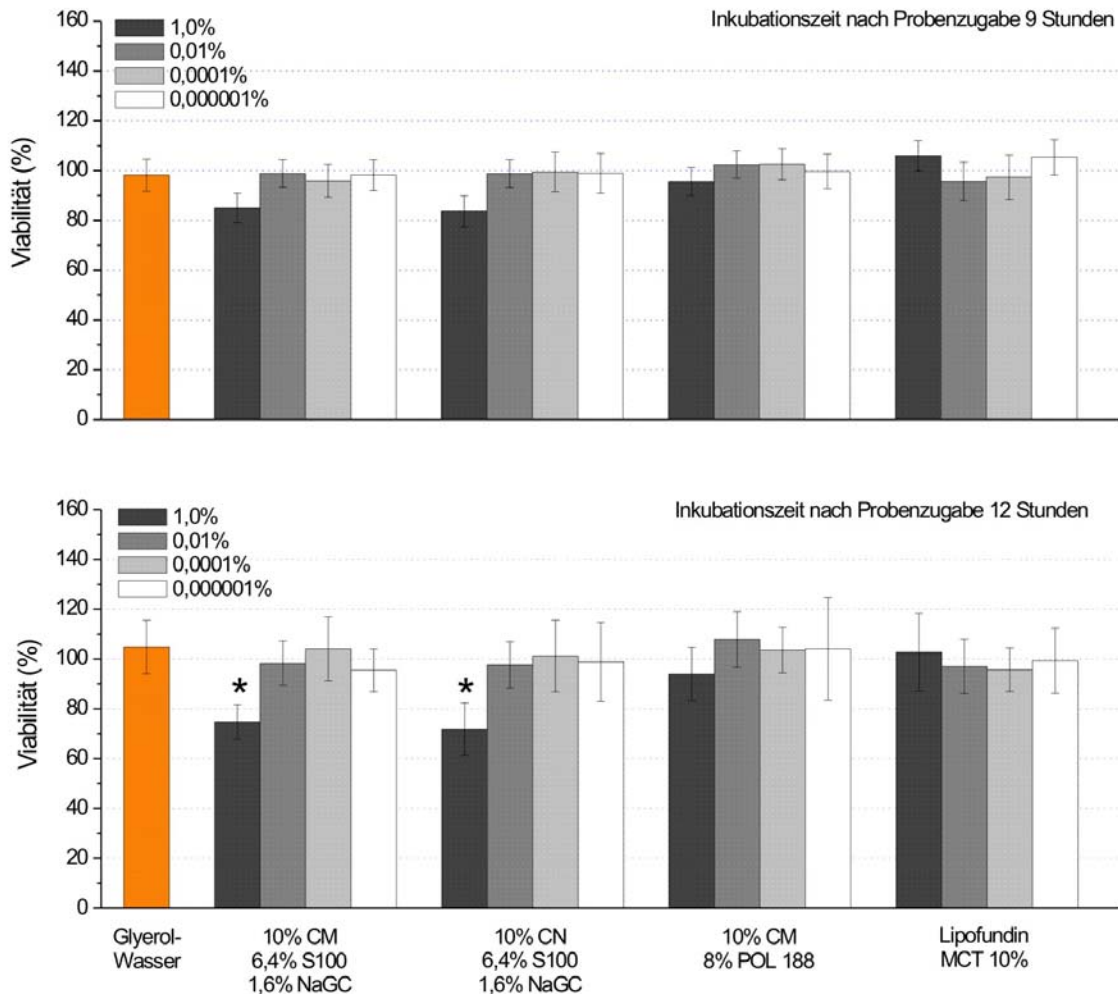 160
140
120
100
80
60
40
20
0
Viabilität (%)
1,0%
0,01%
0,0001%
0,000001%
Inkubationszeit nach Probenzugabe 9 Stunden
160
140
120
100
80
60
40
20
0
Viabilität (%)
1,0%
0,01%
0,0001%
0,000001%
Inkubationszeit nach Probenzugabe 12 Stunden
*
*
Glyerol-
Wasser
10% CM
6,4% S100
1,6% NaGC
10% CN
6,4% S100
1,6% NaGC
10% CM
8% POL 188
Lipofundin
MCT 10%